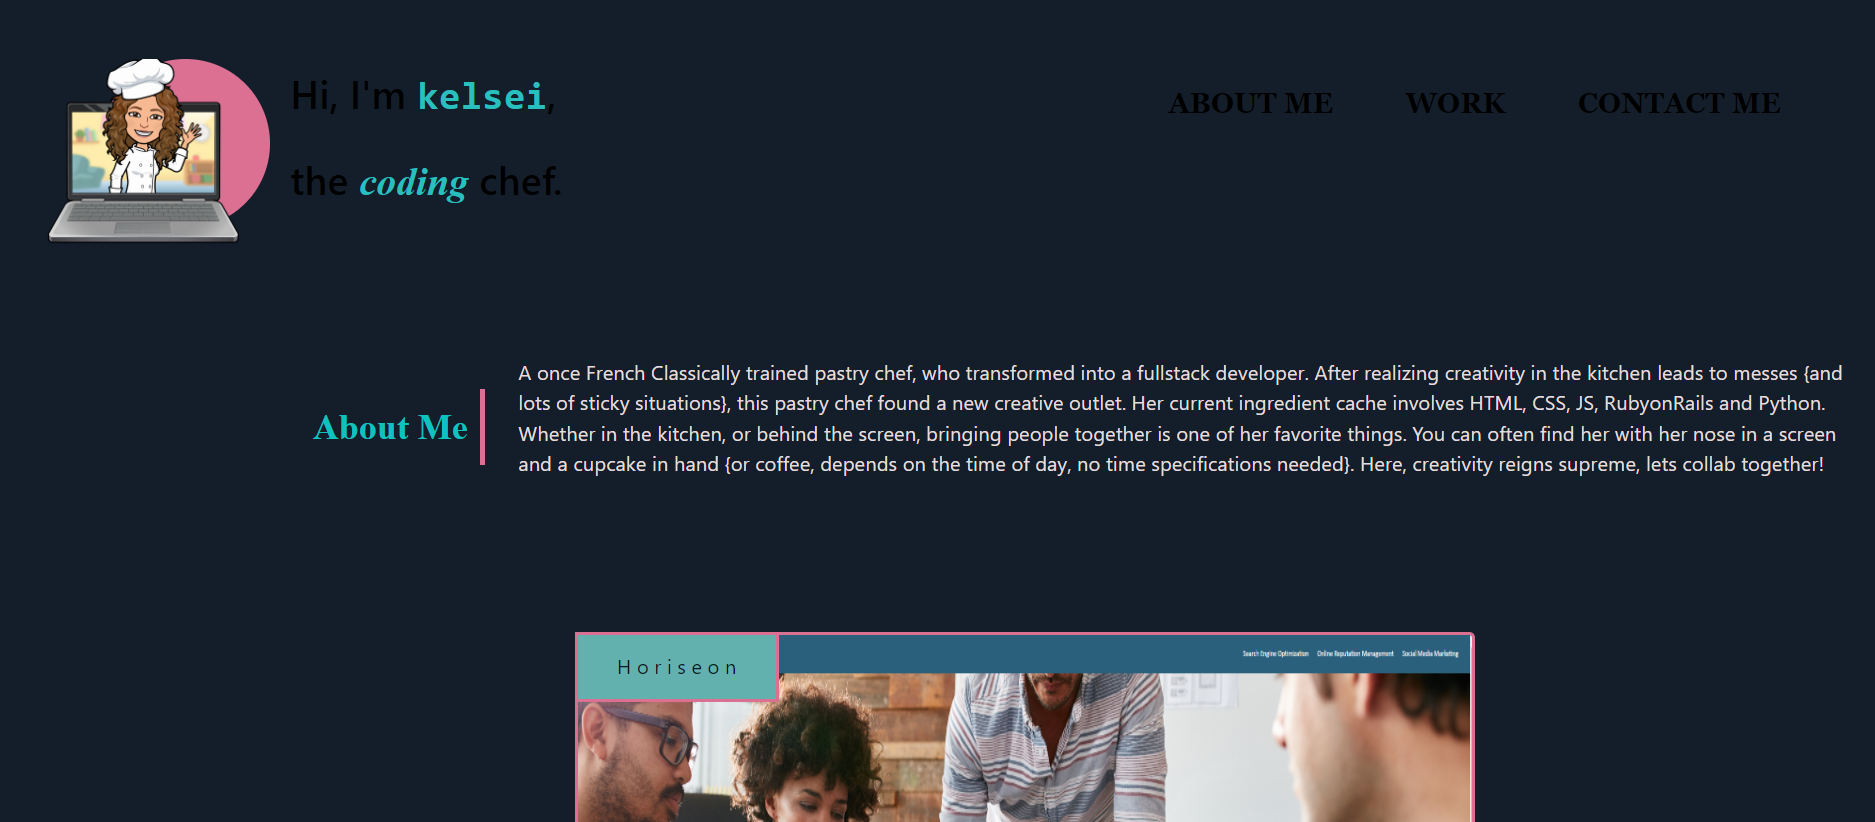 Hi, I'm kelsei,
the coding chef.
ABOUT ME WORK CONTACT ME
About Me
A once French Classically trained pastry chef, who transformed into a fullstack developer. After realizing creativity in the kitchen leads to messes {and
lots of sticky situations}, this pastry chef found a new creative outlet. Her current ingredient cache involves HTML, CSS, JS, RubyonRails and Python.
Whether in the kitchen, or behind the screen, bringing people together is one of her favorite things. You can often find her with her nose in a screen
and a cupcake in hand {or coffee, depends on the time of day, no time specifications needed}. Here, creativity reigns supreme, lets collab together!
Horiseon
Search Engine Optimization Online Reputation Management Social Media Marketing